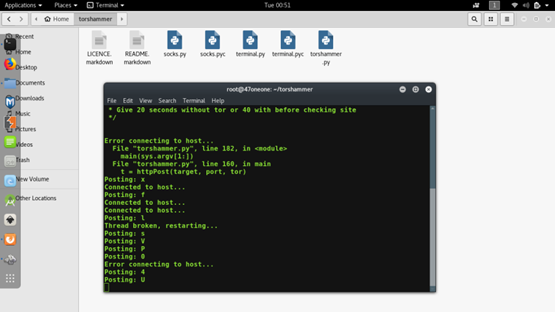 Applications
Places
Terminal
Tue 00:51
1
Home
torshammer
Recent
Home
Desktop
Documents
Downloads
Music
Pictures
Videos
Trash
New Volume
Other Locations
LICENCE.
markdown
README.
markdown
socks.py
socks.pyc
terminal.py
terminal.pyc
torshammer
.py
root@47oneone: ~/torshammer
File Edit View Search Terminal Help
* Give 20 seconds without tor or 40 with before checking site
*/
Error connecting to host...
File "torshammer.py", line 182, in <module>
main(sys.argv[1:])
File "torshammer.py", line 160, in main
t = httpPost(target, port, tor)
Posting: x
Connected to host...
Posting: f
Connected to host...
Connected to host...
Posting: l
Thread broken, restarting...
Posting: s
Posting: V
Posting: P
Posting: 0
Error connecting to host...
Posting: 4
Posting: U